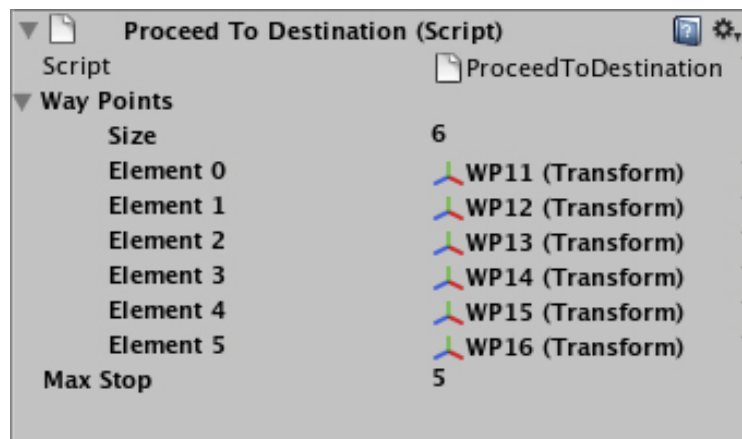 Proceed To Destination (Script)
Script ProceedToDestination
Way Points
Size 6
Element 0 WP11 (Transform)
Element 1 WP12 (Transform)
Element 2 WP13 (Transform)
Element 3 WP14 (Transform)
Element 4 WP15 (Transform)
Element 5 WP16 (Transform)
Max Stop 5